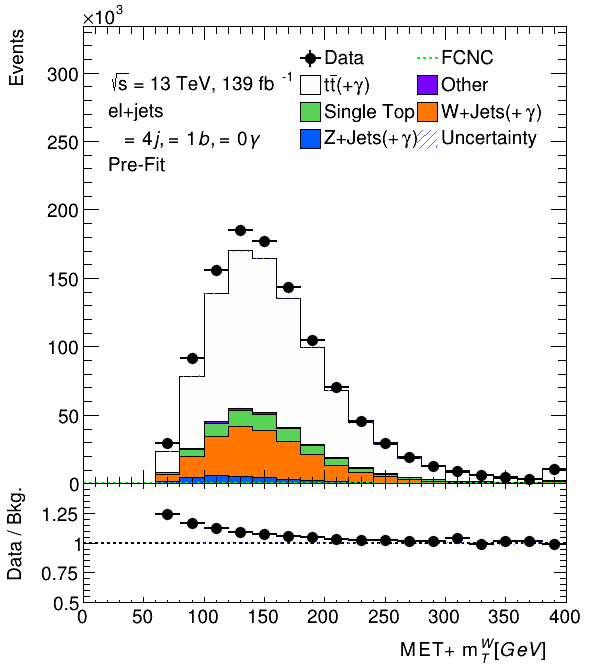 ×10³
Events
Data
FCNC
√s = 13 TeV, 139 fb⁻¹
tt̄(+γ)
Other
el+jets
Single Top
W+Jets(+γ)
= 4j, = 1b, = 0γ
Z+Jets(+γ)
Uncertainty
Pre-Fit
300
250
200
150
100
50
0
Data / Bkg.
1.25
1
0.75
0.5
0 50 100 150 200 250 300 350 400
MET+ m_T^W[GeV]